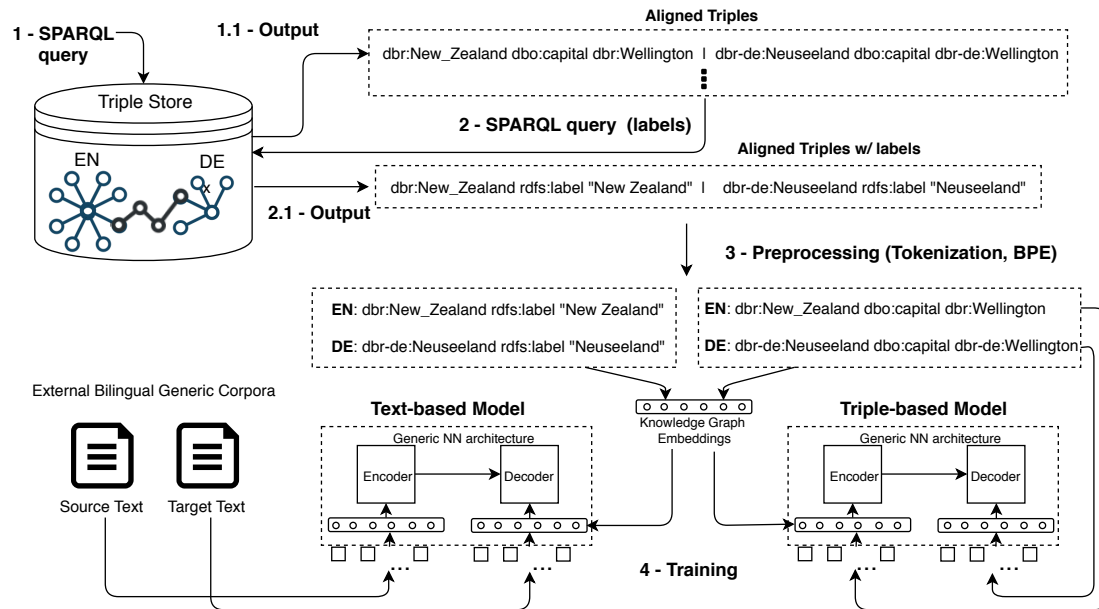 1 - SPARQL
query
1.1 - Output
Aligned Triples
dbr:New_Zealand dbo:capital dbr:Wellington | dbr-de:Neuseeland dbo:capital dbr-de:Wellington
Triple Store
2 - SPARQL query (labels)
EN
DE
x
Aligned Triples w/ labels
dbr:New_Zealand rdfs:label "New Zealand" | dbr-de:Neuseeland rdfs:label "Neuseeland"
2.1 - Output
3 - Preprocessing (Tokenization, BPE)
EN: dbr:New_Zealand rdfs:label "New Zealand"
DE: dbr-de:Neuseeland rdfs:label "Neuseeland"
EN: dbr:New_Zealand dbo:capital dbr:Wellington
DE: dbr-de:Neuseeland dbo:capital dbr-de:Wellington
External Bilingual Generic Corpora
Source Text
Target Text
Text-based Model
Generic NN architecture
Encoder
Decoder
...
...
Knowledge Graph
Embeddings
Triple-based Model
Generic NN architecture
Encoder
Decoder
...
...
4 - Training